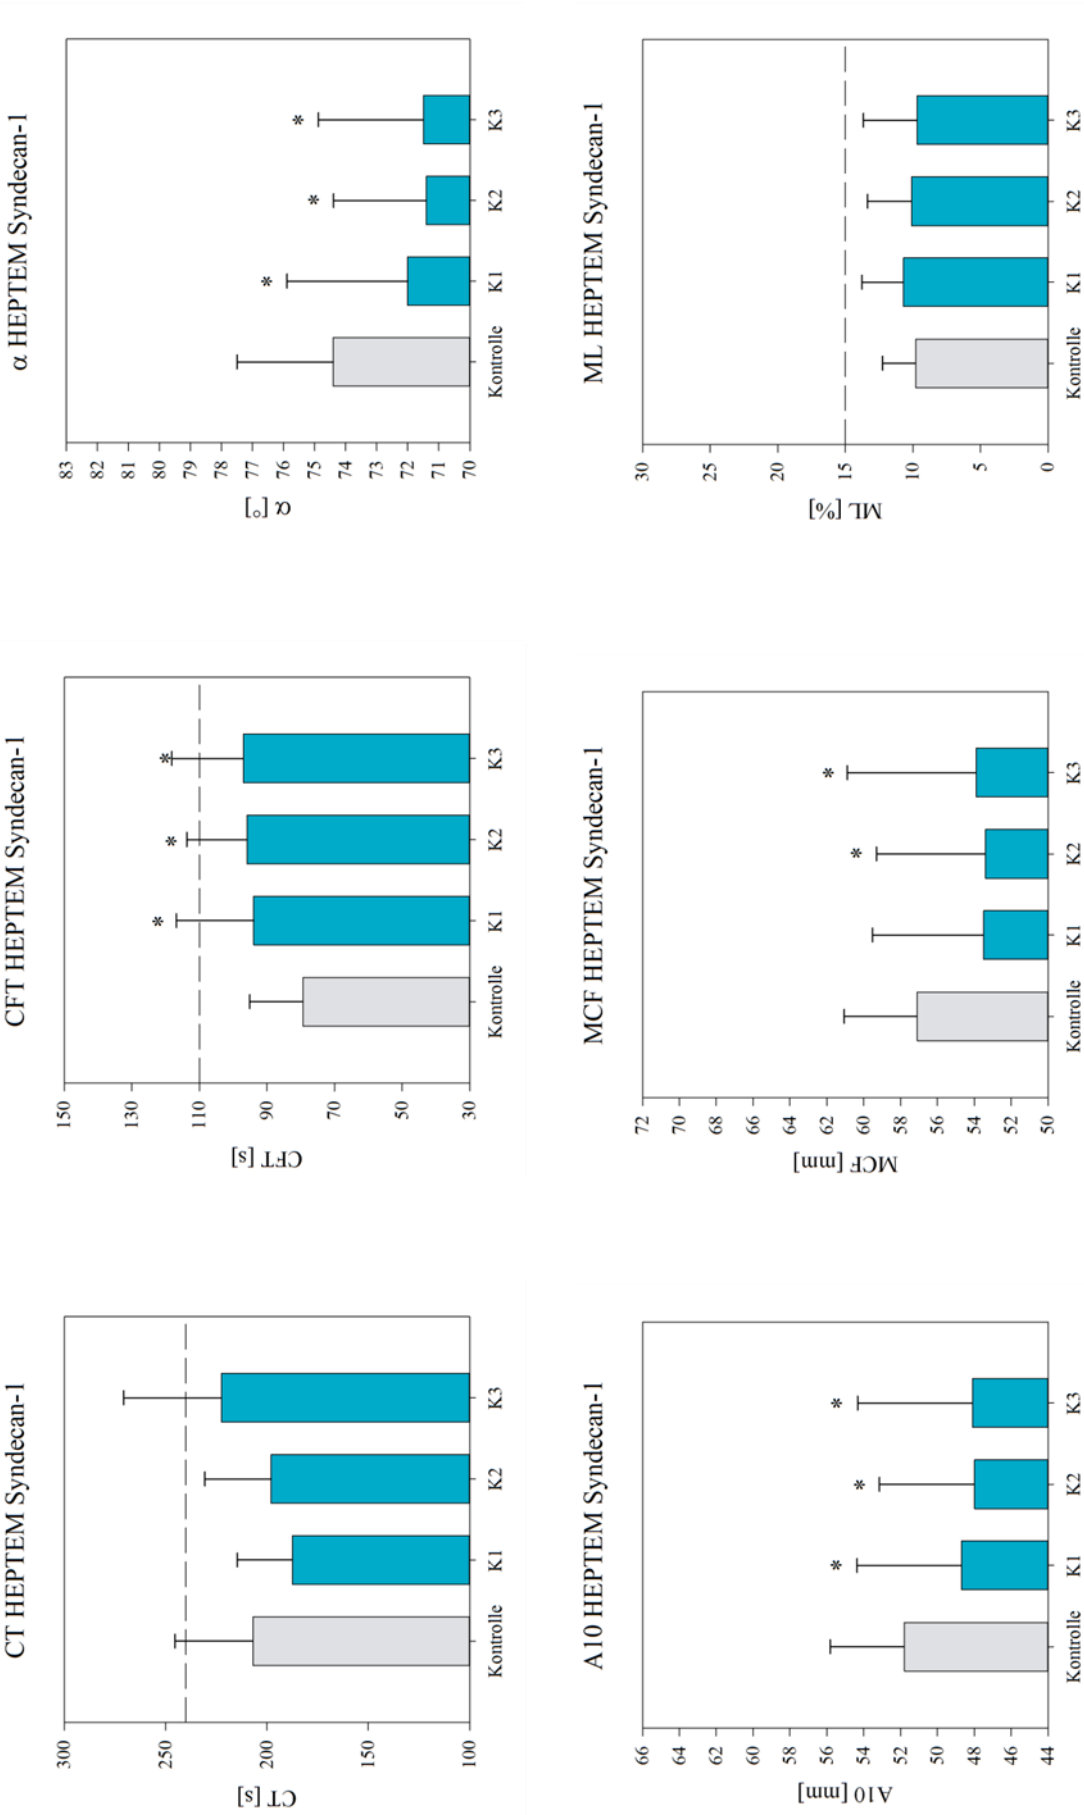 CT HEPTEM Syndecan-1
CT [s]
300
250
200
150
100
Kontrolle K1 K2 K3
*
CFT HEPTEM Syndecan-1
CFT [s]
150
130
110
90
70
50
30
* * *
Kontrolle K1 K2 K3
α HEPTEM Syndecan-1
α [°]
83
82
81
80
79
78
77
76
75
74
73
72
71
70
* * *
Kontrolle K1 K2 K3
A10 HEPTEM Syndecan-1
A10 [mm]
66
64
62
60
58
56
54
52
50
48
46
44
* * *
Kontrolle K1 K2 K3
MCF HEPTEM Syndecan-1
MCF [mm]
72
70
68
66
64
62
60
58
56
54
52
50
* *
Kontrolle K1 K2 K3
ML HEPTEM Syndecan-1
ML [%]
30
25
20
15
10
5
0
Kontrolle K1 K2 K3